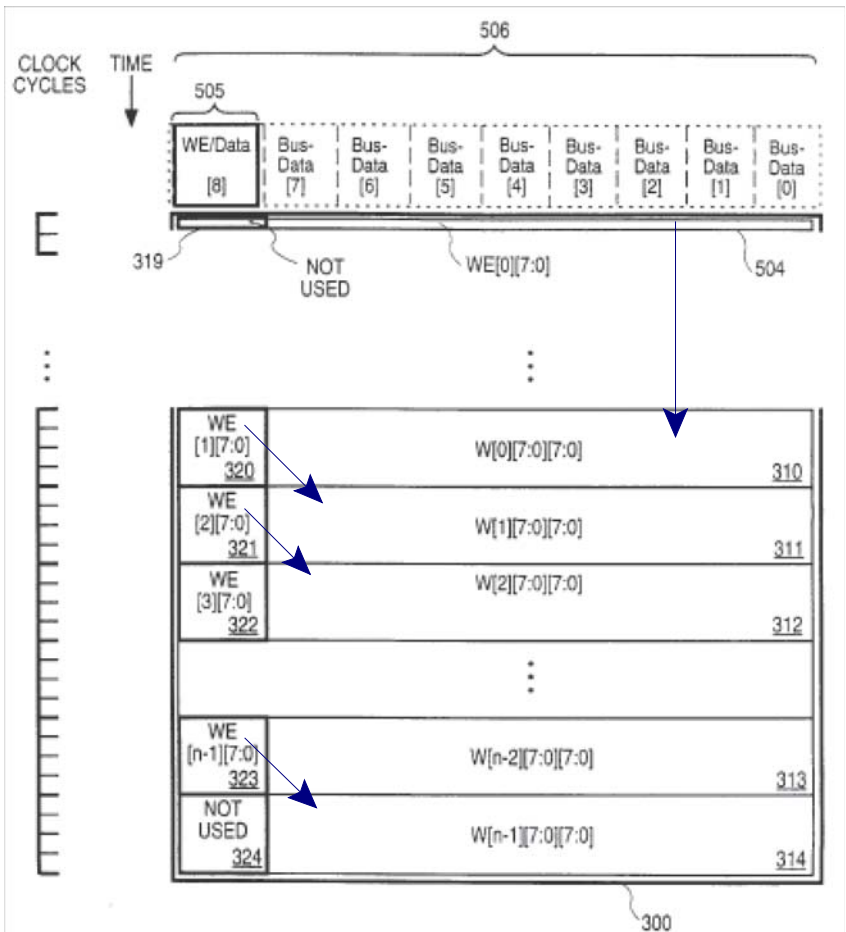 506
CLOCK CYCLES
TIME
505
WE/Data [8]
Bus-Data [7]
Bus-Data [6]
Bus-Data [5]
Bus-Data [4]
Bus-Data [3]
Bus-Data [2]
Bus-Data [1]
Bus-Data [0]
319
NOT USED
WE[0][7:0]
504
WE [1][7:0]
320
W[0][7:0][7:0]
310
WE [2][7:0]
321
W[1][7:0][7:0]
311
WE [3][7:0]
322
W[2][7:0][7:0]
312
WE [n-1][7:0]
323
W[n-2][7:0][7:0]
313
NOT USED
324
W[n-1][7:0][7:0]
314
300